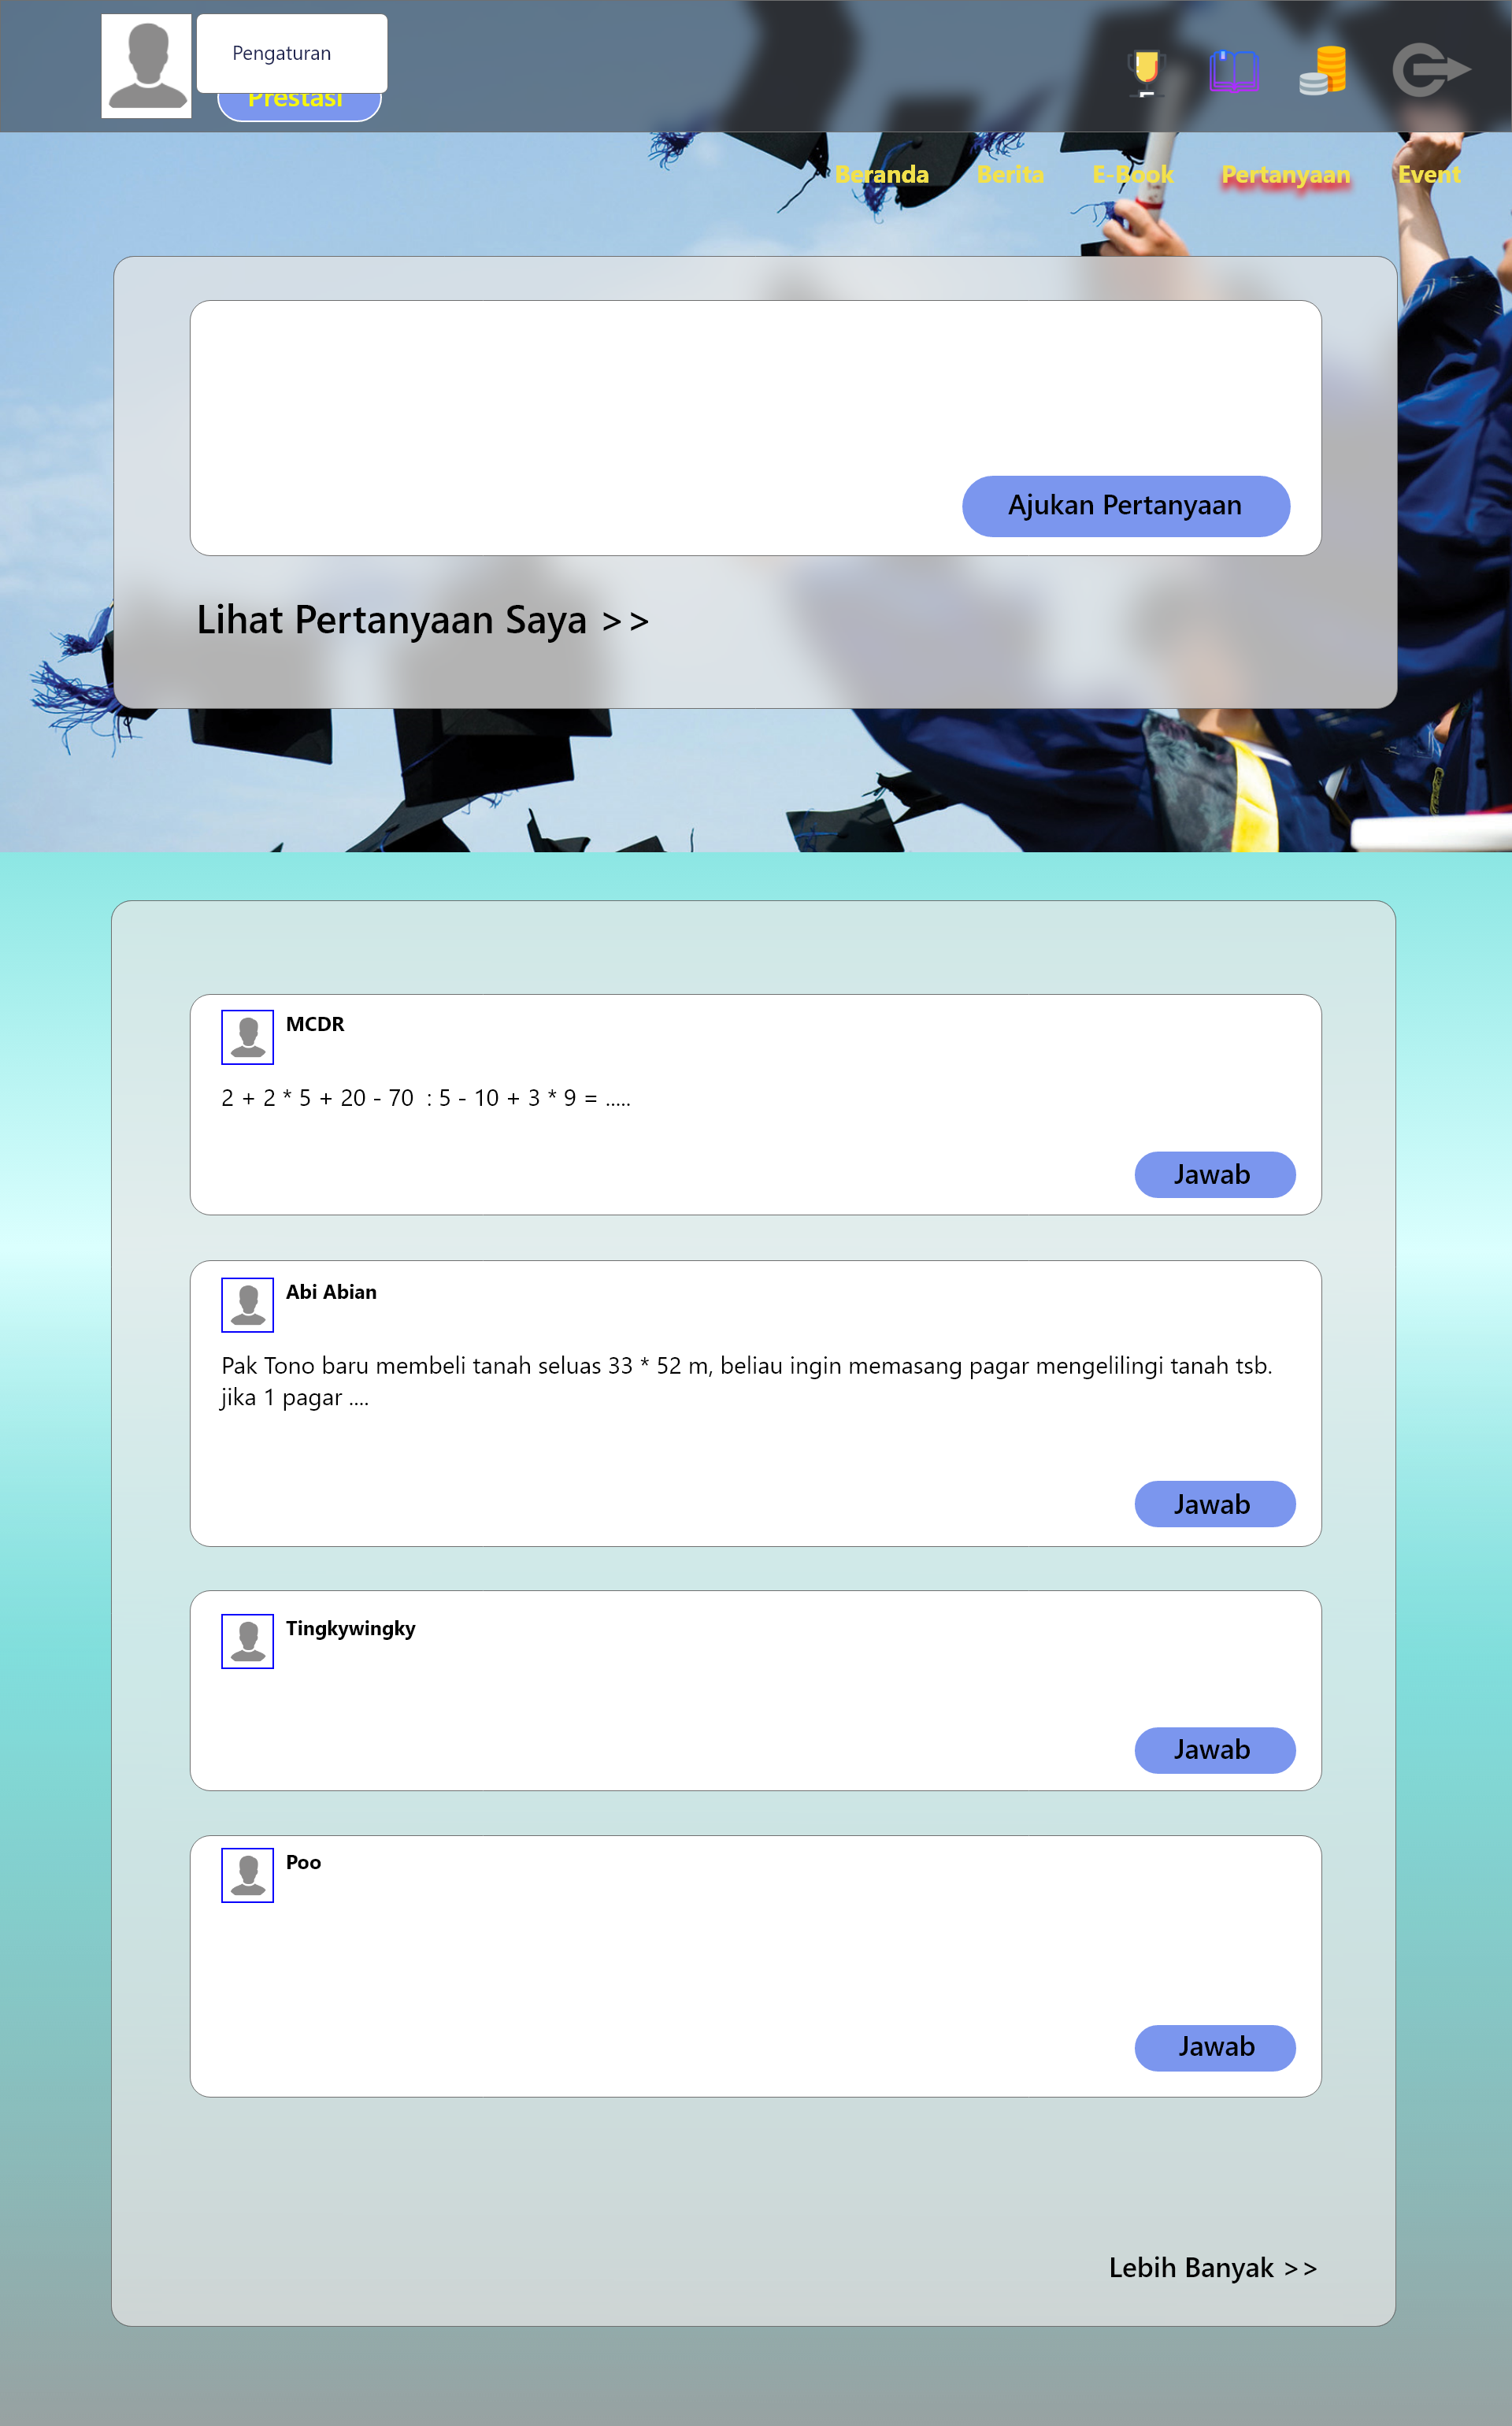 Pengaturan
Prestasi
Beranda Berita E-Book Pertanyaan Event
Ajukan Pertanyaan
Lihat Pertanyaan Saya >>
MCDR
2 + 2 * 5 + 20 - 70  : 5 - 10 + 3 * 9 = .....
Jawab
Abi Abian
Pak Tono baru membeli tanah seluas 33 * 52 m, beliau ingin memasang pagar mengelilingi tanah tsb.
jika 1 pagar ....
Jawab
Tingkywingky
Jawab
Poo
Jawab
Lebih Banyak >>